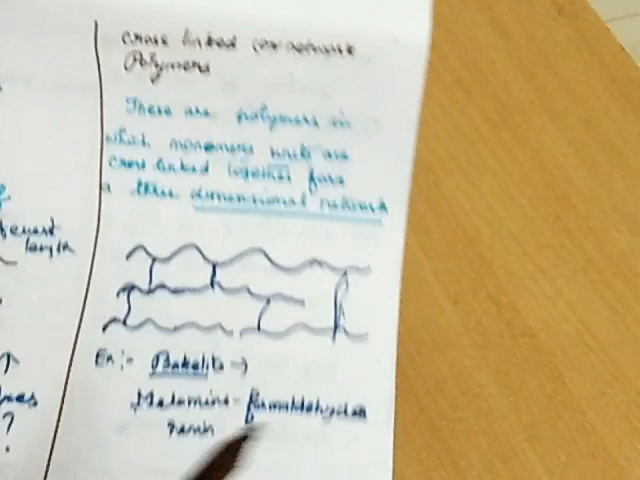 Cross linked (or network
Polymers
These are polymers in
which monomers units are
cross linked together form
a three dimensional network
length
Ex :- Bakelite →
Melamine - formaldehyde
resin
?